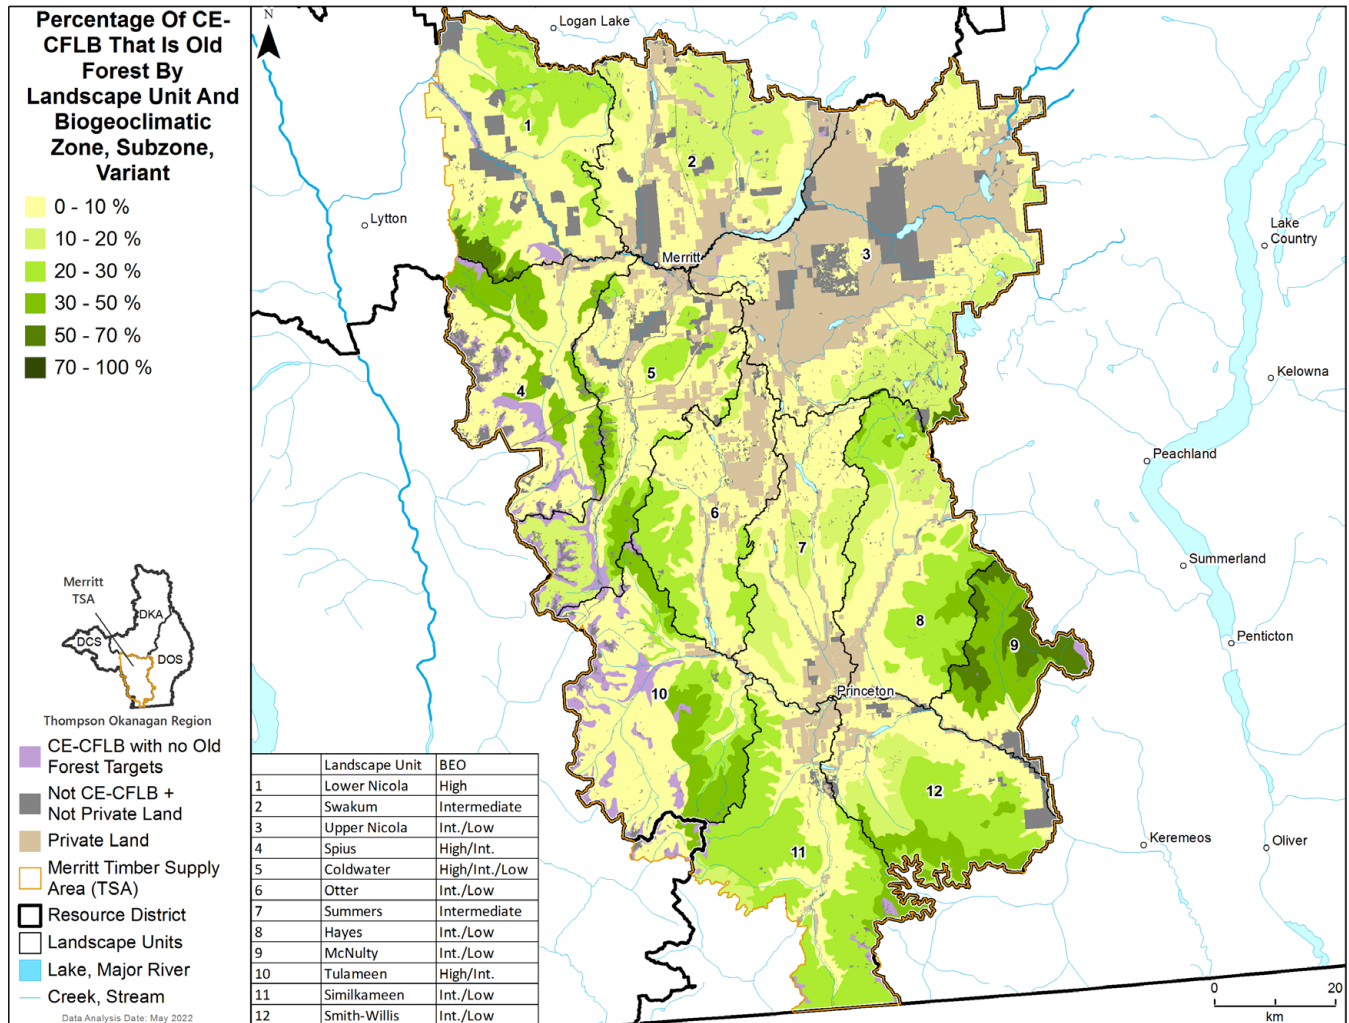 Percentage Of CE-
CFLB That Is Old
Forest By
Landscape Unit And
Biogeoclimatic
Zone, Subzone,
Variant
0 - 10 %
10 - 20 %
20 - 30 %
30 - 50 %
50 - 70 %
70 - 100 %
Merritt
TSA
DKA
DCS
DOS
Thompson Okanagan Region
CE-CFLB with no Old
Forest Targets
Not CE-CFLB +
Not Private Land
Private Land
Merritt Timber Supply
Area (TSA)
Resource District
Landscape Units
Lake, Major River
Creek, Stream
Data Analysis Date: May 2022
N
Logan Lake
1
2
Lytton
Lake
Country
Merritt
3
Kelowna
5
4
Peachland
6
7
Summerland
8
9
Penticton
10
Princeton
12
Keremeos
Oliver
11
Landscape Unit BEO
1 Lower Nicola High
2 Swakum Intermediate
3 Upper Nicola Int./Low
4 Spius High/Int.
5 Coldwater High/Int./Low
6 Otter Int./Low
7 Summers Intermediate
8 Hayes Int./Low
9 McNulty Int./Low
10 Tulameen High/Int.
11 Similkameen Int./Low
12 Smith-Willis Int./Low
0 20
km